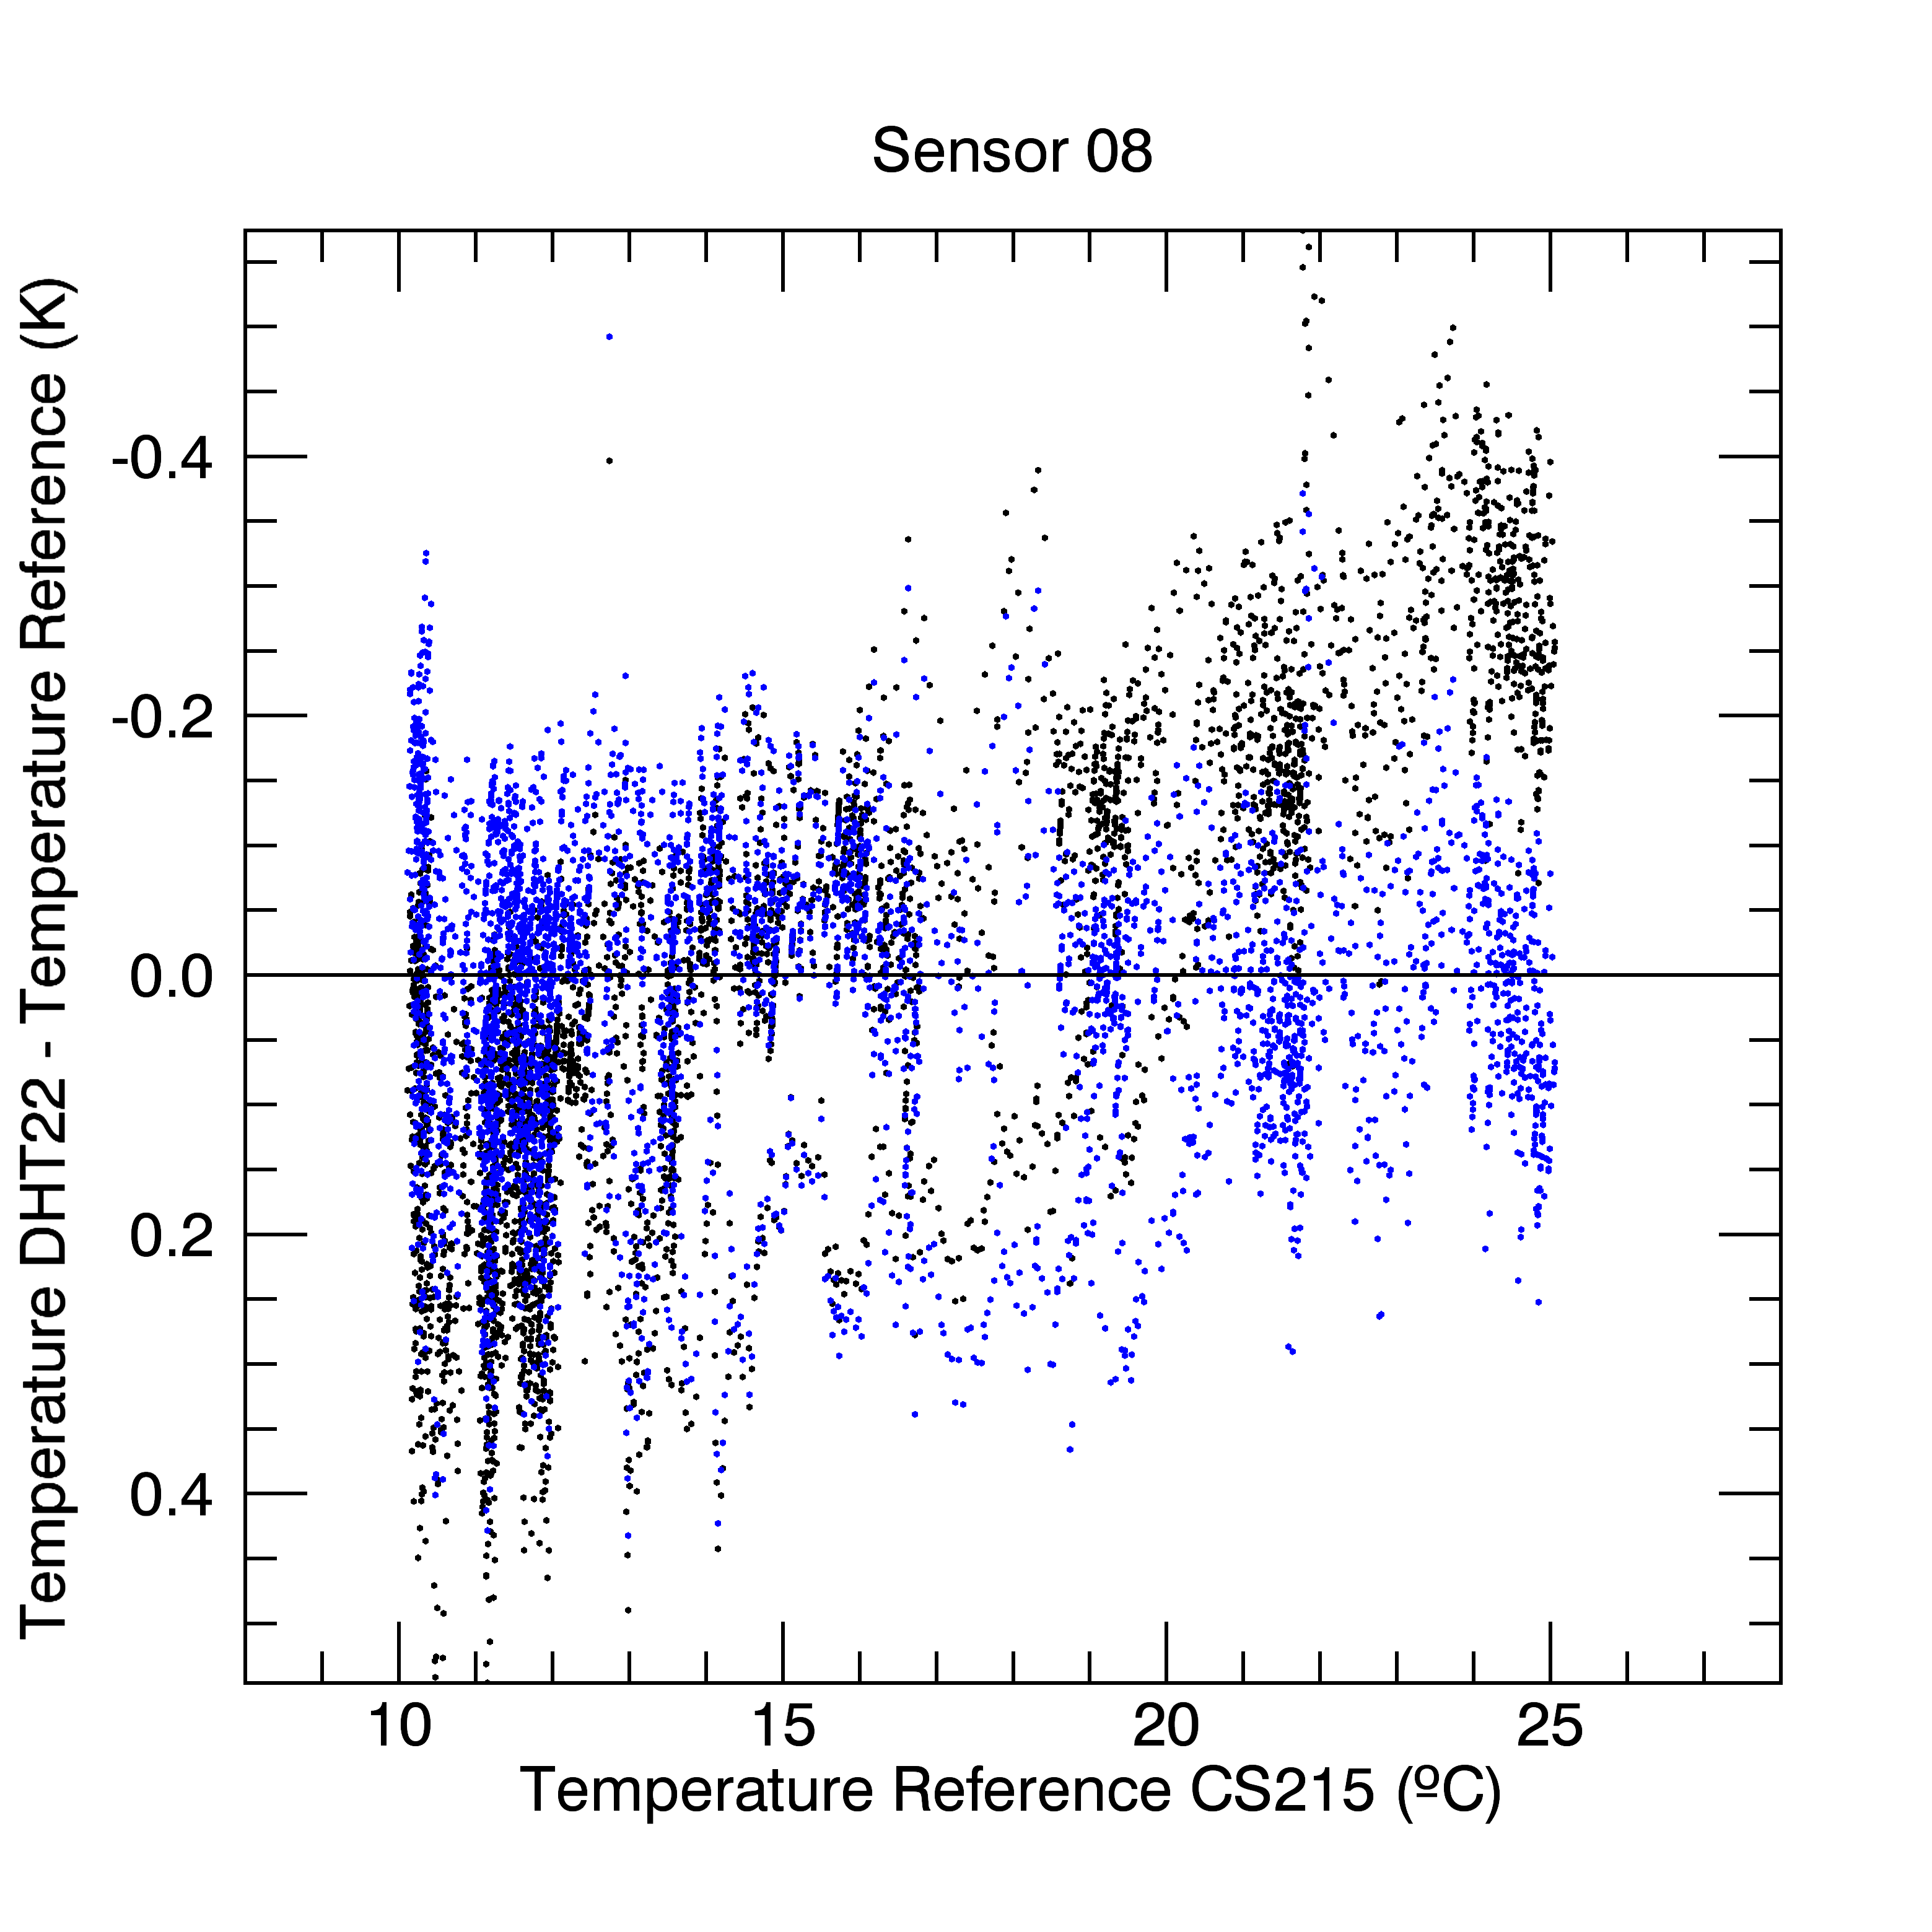 Sensor 08
Temperature DHT22 - Temperature Reference (K)
-0.4
-0.2
0.0
0.2
0.4
10 15 20 25
Temperature Reference CS215 (ºC)